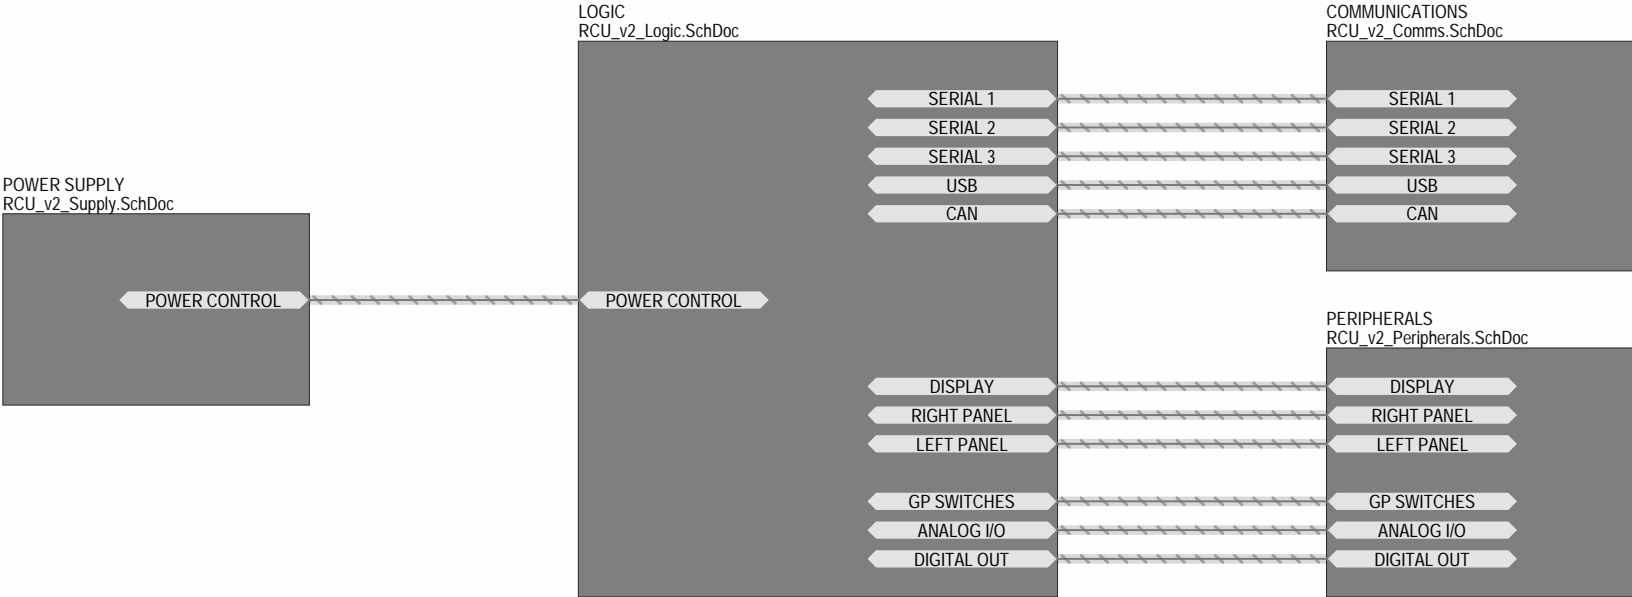 LOGIC
RCU_v2_Logic.SchDoc
COMMUNICATIONS
RCU_v2_Comms.SchDoc
SERIAL 1
SERIAL 1
SERIAL 2
SERIAL 2
SERIAL 3
SERIAL 3
USB
USB
CAN
CAN
POWER SUPPLY
RCU_v2_Supply.SchDoc
POWER CONTROL
POWER CONTROL
PERIPHERALS
RCU_v2_Peripherals.SchDoc
DISPLAY
DISPLAY
RIGHT PANEL
RIGHT PANEL
LEFT PANEL
LEFT PANEL
GP SWITCHES
GP SWITCHES
ANALOG I/O
ANALOG I/O
DIGITAL OUT
DIGITAL OUT